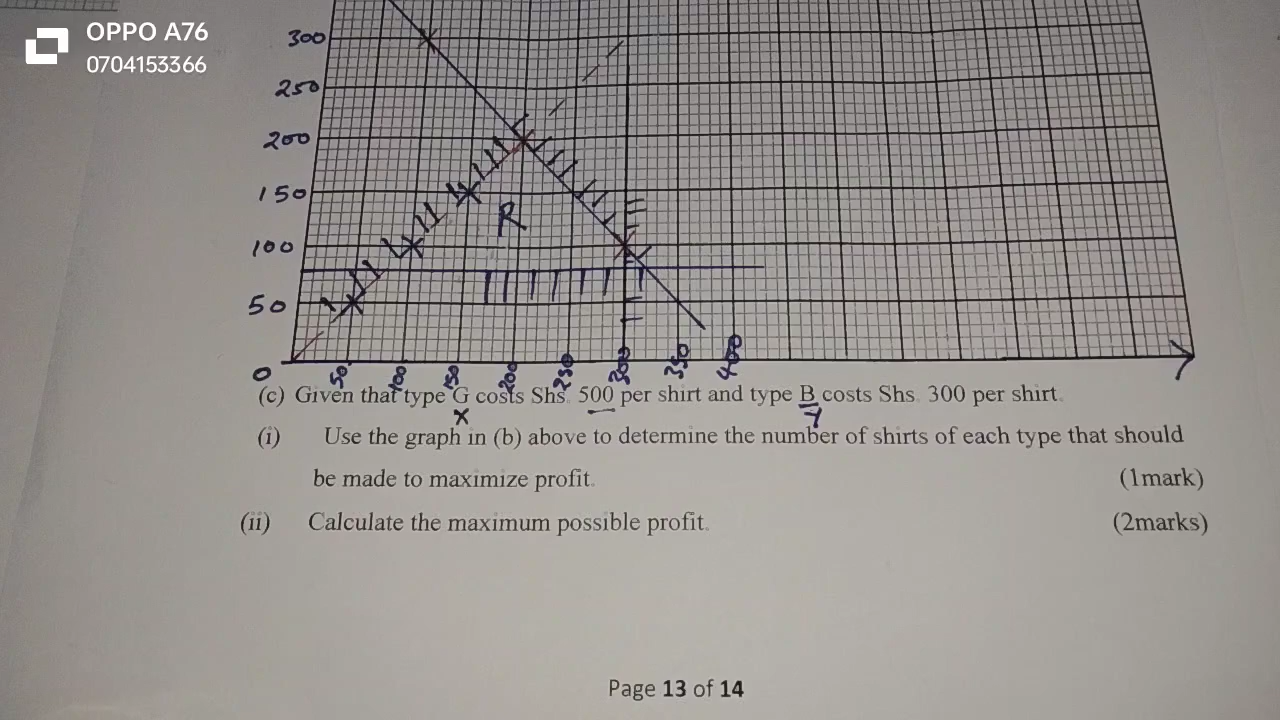 OPPO A76
0704153366
300
250
200
150
R
100
50
0 50 100 150 200 250 300 350 400
(c) Given that type G costs Shs. 500 per shirt and type B costs Shs. 300 per shirt.
x y
(i) Use the graph in (b) above to determine the number of shirts of each type that should
be made to maximize profit. (1mark)
(ii) Calculate the maximum possible profit. (2marks)
Page 13 of 14